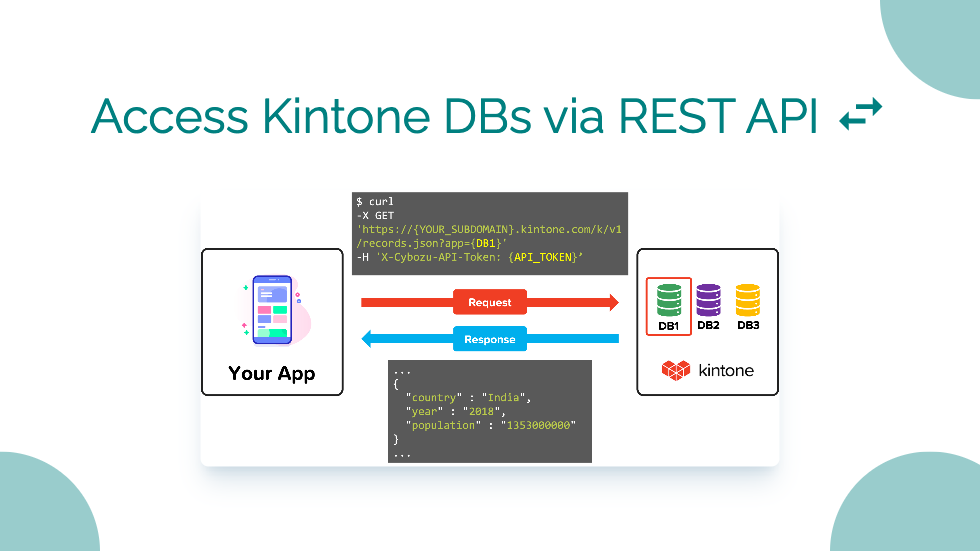 Access Kintone DBs via REST API
$ curl
-X GET
'https://{YOUR_SUBDOMAIN}.kintone.com/k/v1
/records.json?app={DB1}'
-H 'X-Cybozu-API-Token: {API_TOKEN}’
Your App
Request
Response
DB1 DB2 DB3
kintone
...
{
"country" : "India",
"year" : "2018",
"population" : "1353000000"
}
...